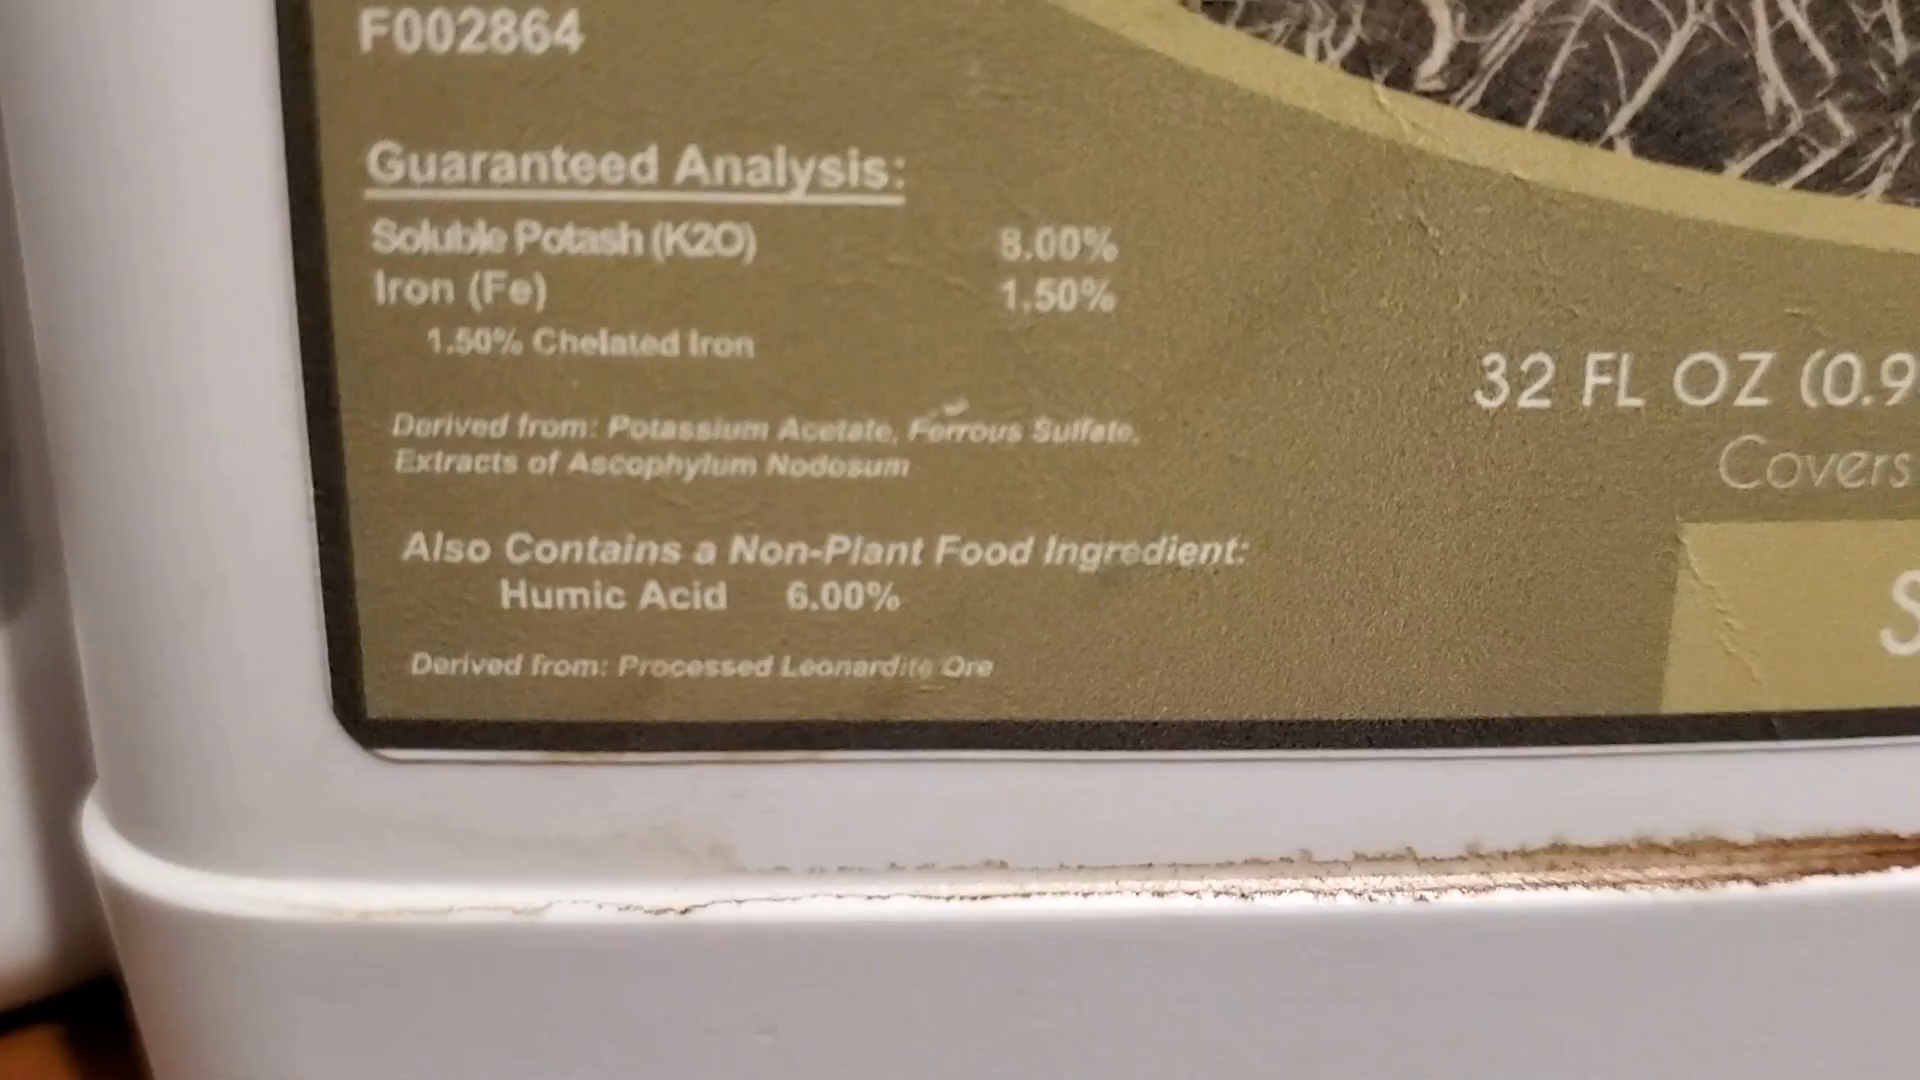 F002864
Guaranteed Analysis:
Soluble Potash (K2O) 8.00%
Iron (Fe) 1.50%
1.50% Chelated Iron
Derived from: Potassium Acetate, Ferrous Sulfate,
Extracts of Ascophylum Nodosum
Also Contains a Non-Plant Food Ingredient:
Humic Acid 6.00%
Derived from: Processed Leonardite Ore
32 FL OZ (0.9
Covers
S